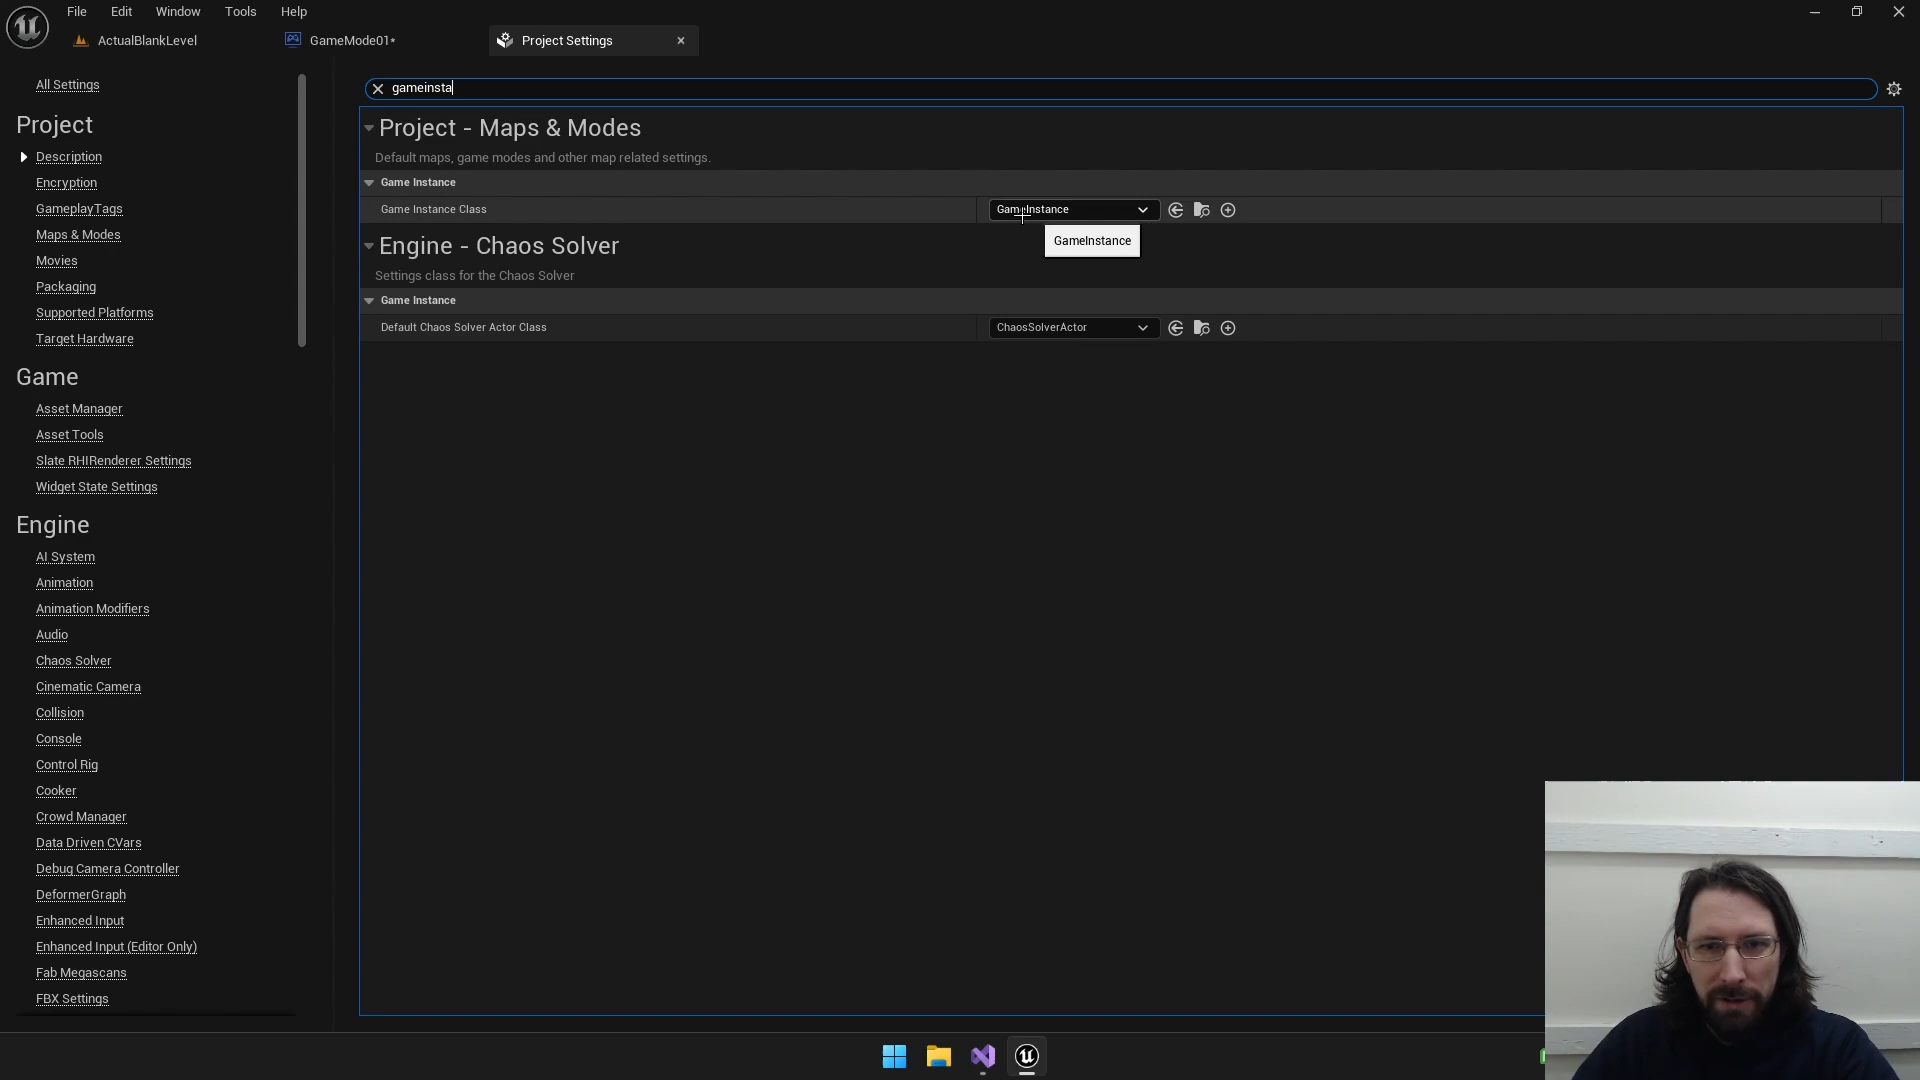 File Edit Window Tools Help
ActualBlankLevel GameMode01* Project Settings
gameinsta
All Settings
Project
Description
Encryption
GameplayTags
Maps & Modes
Movies
Packaging
Supported Platforms
Target Hardware
Game
Asset Manager
Asset Tools
Slate RHIRenderer Settings
Widget State Settings
Engine
AI System
Animation
Animation Modifiers
Audio
Chaos Solver
Cinematic Camera
Collision
Console
Control Rig
Cooker
Crowd Manager
Data Driven CVars
Debug Camera Controller
DeformerGraph
Enhanced Input
Enhanced Input (Editor Only)
Fab Megascans
FBX Settings
Project - Maps & Modes
Default maps, game modes and other map related settings.
Game Instance
Game Instance Class GameInstance
GameInstance
Engine - Chaos Solver
Settings class for the Chaos Solver
Game Instance
Default Chaos Solver Actor Class ChaosSolverActor